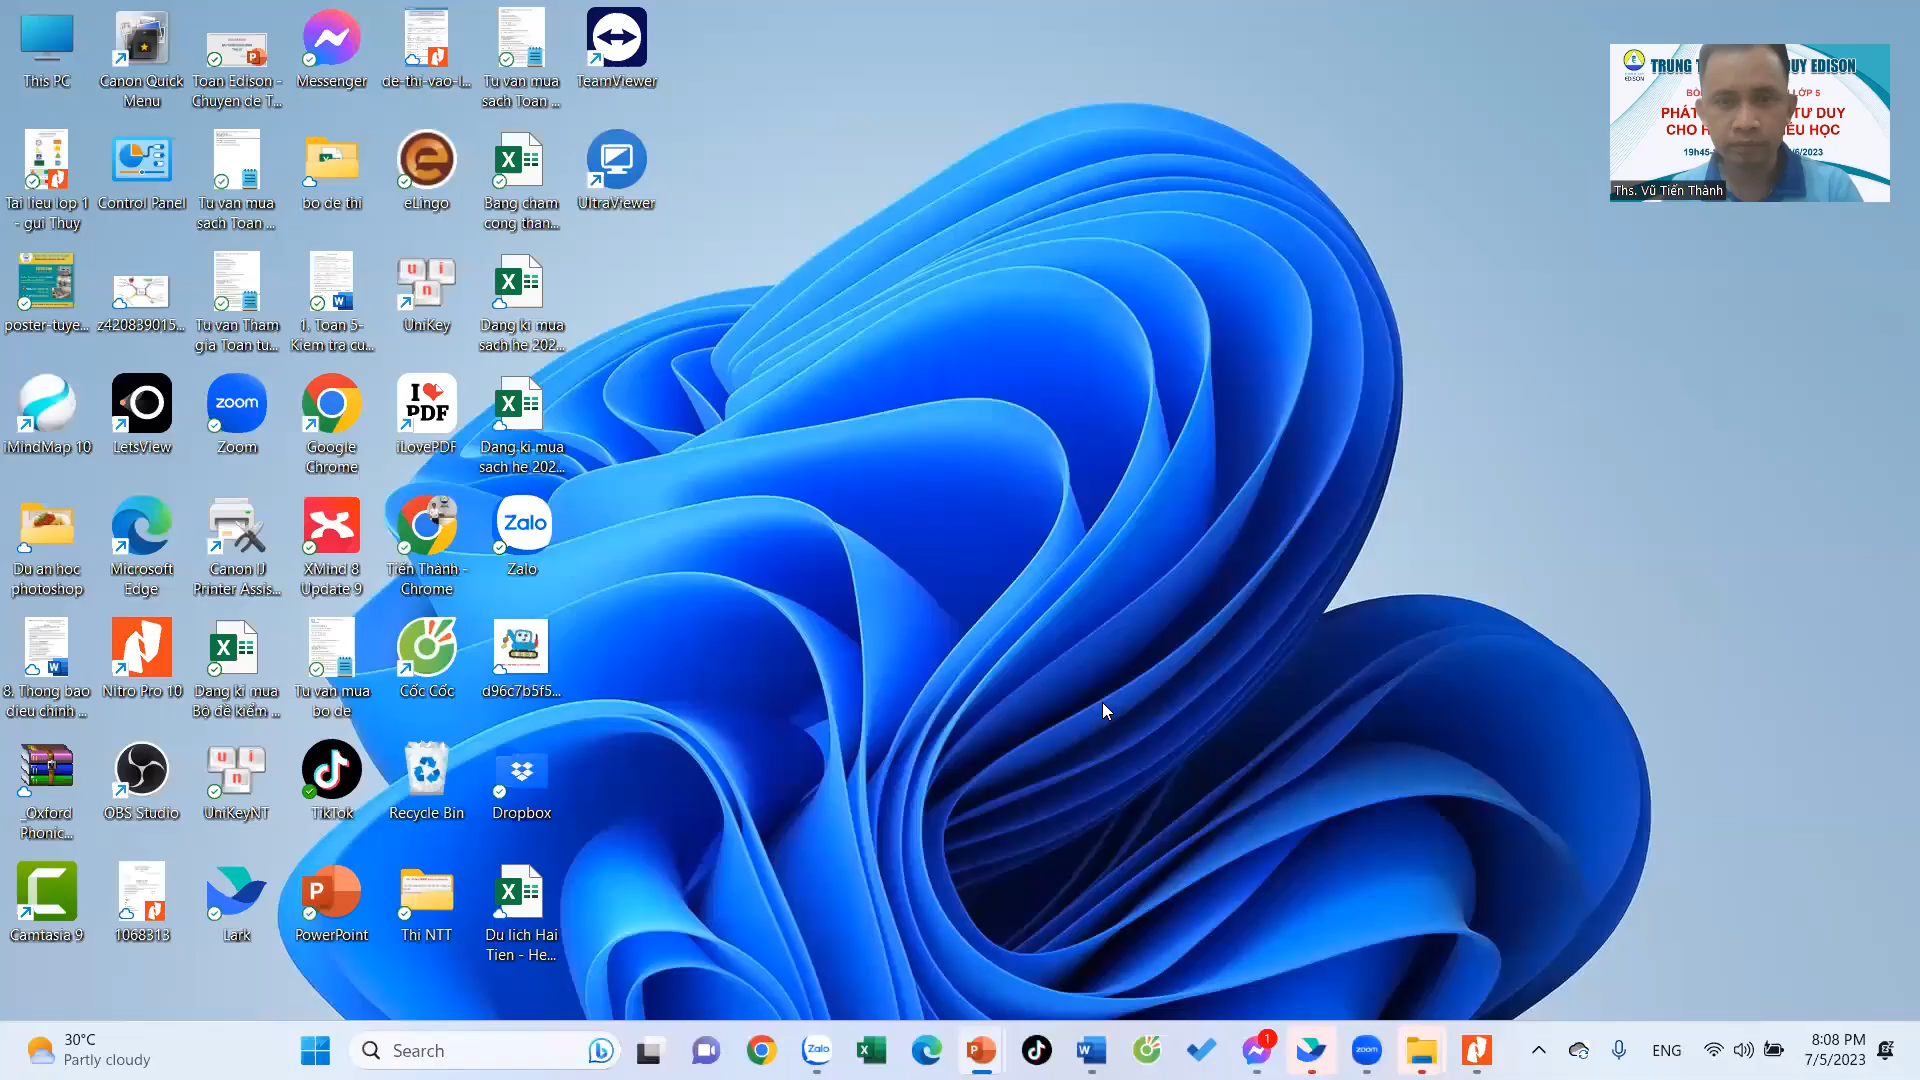 This PC
Canon Quick
Menu
Toan Edison -
Chuyen de T...
Messenger
de-thi-vao-l...
Tu van mua
sach Toan ...
TeamViewer
Tai lieu lop 1
- gui Thuy
Control Panel
Tu van mua
sach Toan ...
bo de thi
eLingo
Bang cham
cong than...
UltraViewer
poster-tuye...
z420839015...
Tu van Tham
gia Toan tu...
1. Toan 5-
Kiem tra cu...
UniKey
Dang ki mua
sach he 202...
iMindMap 10
LetsView
zoom
Zoom
Google
Chrome
I
PDF
iLovePDF
Dang ki mua
sach he 202...
Du an hoc
photoshop
Microsoft
Edge
Canon IJ
Printer Assis...
XMind 8
Update 9
Tiến Thành -
Chrome
Zalo
Zalo
8. Thong bao
dieu chinh ...
Nitro Pro 10
Dang ki mua
Bộ đề kiểm ...
Tu van mua
bo de
Cốc Cốc
d96c7b5f5...
_Oxford
Phonic...
OBS Studio
UniKeyNT
TikTok
Recycle Bin
Dropbox
Camtasia 9
1068313
Lark
PowerPoint
Thi NTT
Du lich Hai
Tien - He...
TRUNG T
UY EDISON
LỚP 5
PHÁT
TƯ DUY
CHO H
ỂU HỌC
19h45-
/6/2023
Ths. Vũ Tiến Thành
30°C
Partly cloudy
Search
Zalo
1
zoom
ENG
8:08 PM
7/5/2023